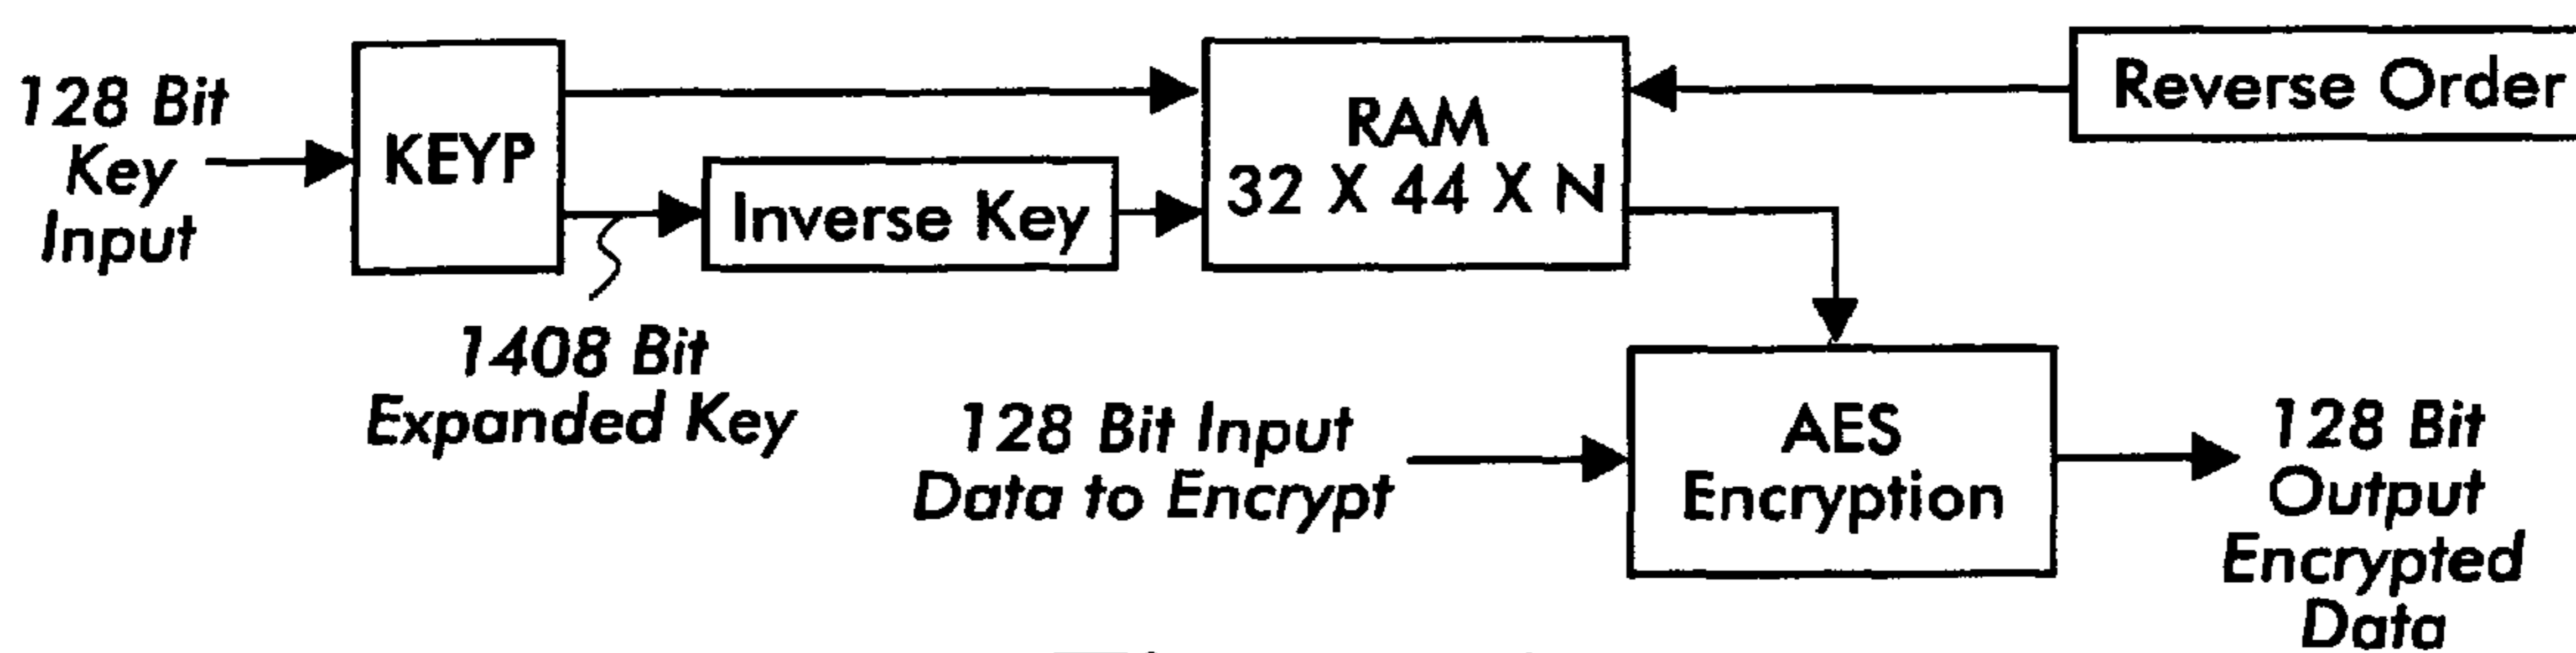 128 Bit
Key
Input
KEYP
Inverse Key
1408 Bit
Expanded Key
RAM
32 X 44 X N
Reverse Order
128 Bit Input
Data to Encrypt
AES
Encryption
128 Bit
Output
Encrypted
Data